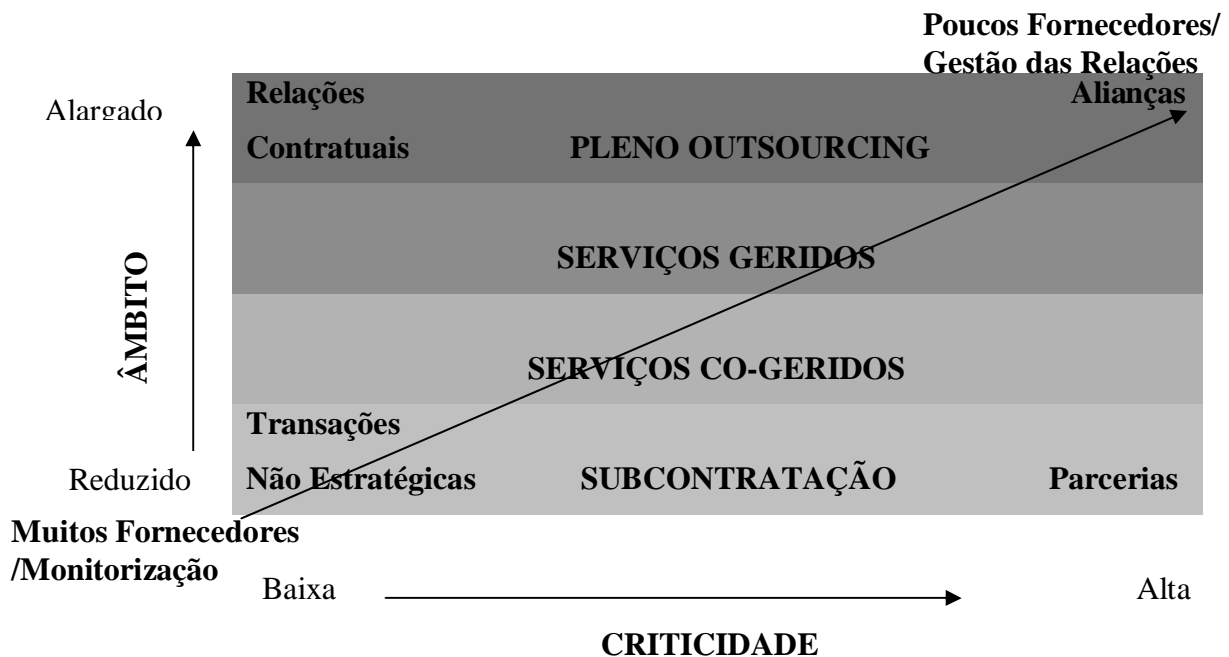 Poucos Fornecedores/
Gestão das Relações
Alargado
Relações
Alianças
Contratuais
PLENO OUTSOURCING
SERVIÇOS GERIDOS
ÂMBITO
SERVIÇOS CO-GERIDOS
Transações
Reduzido
Não Estratégicas
SUBCONTRATAÇÃO
Parcerias
Muitos Fornecedores
/Monitorização
Baixa
Alta
CRITICIDADE